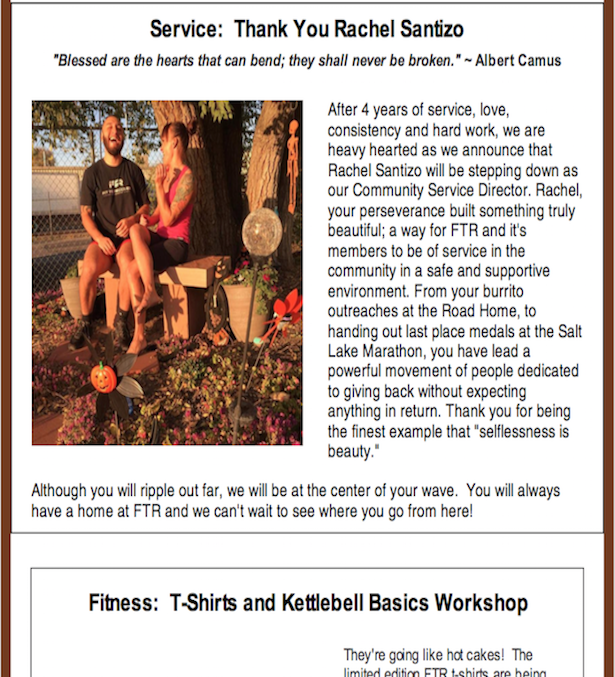 Service:  Thank You Rachel Santizo
"Blessed are the hearts that can bend; they shall never be broken." ~ Albert Camus
After 4 years of service, love,
consistency and hard work, we are
heavy hearted as we announce that
Rachel Santizo will be stepping down as
our Community Service Director. Rachel,
your perseverance built something truly
beautiful; a way for FTR and it's
members to be of service in the
community in a safe and supportive
environment. From your burrito
outreaches at the Road Home, to
handing out last place medals at the Salt
Lake Marathon, you have lead a
powerful movement of people dedicated
to giving back without expecting
anything in return. Thank you for being
the finest example that "selflessness is
beauty."
Although you will ripple out far, we will be at the center of your wave.  You will always
have a home at FTR and we can't wait to see where you go from here!
Fitness:  T-Shirts and Kettlebell Basics Workshop
They're going like hot cakes!  The
limited edition FTR t-shirts are being